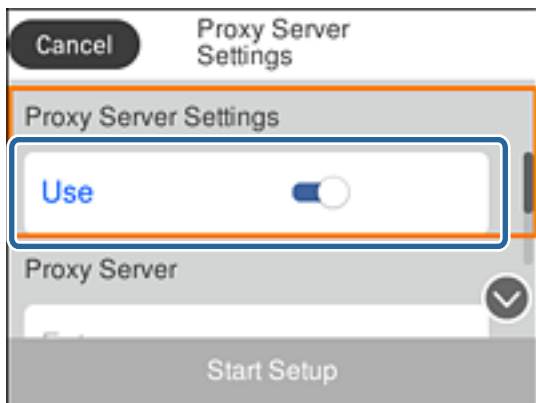 Cancel
Proxy Server
Settings
Proxy Server Settings
Use
Proxy Server
Start Setup